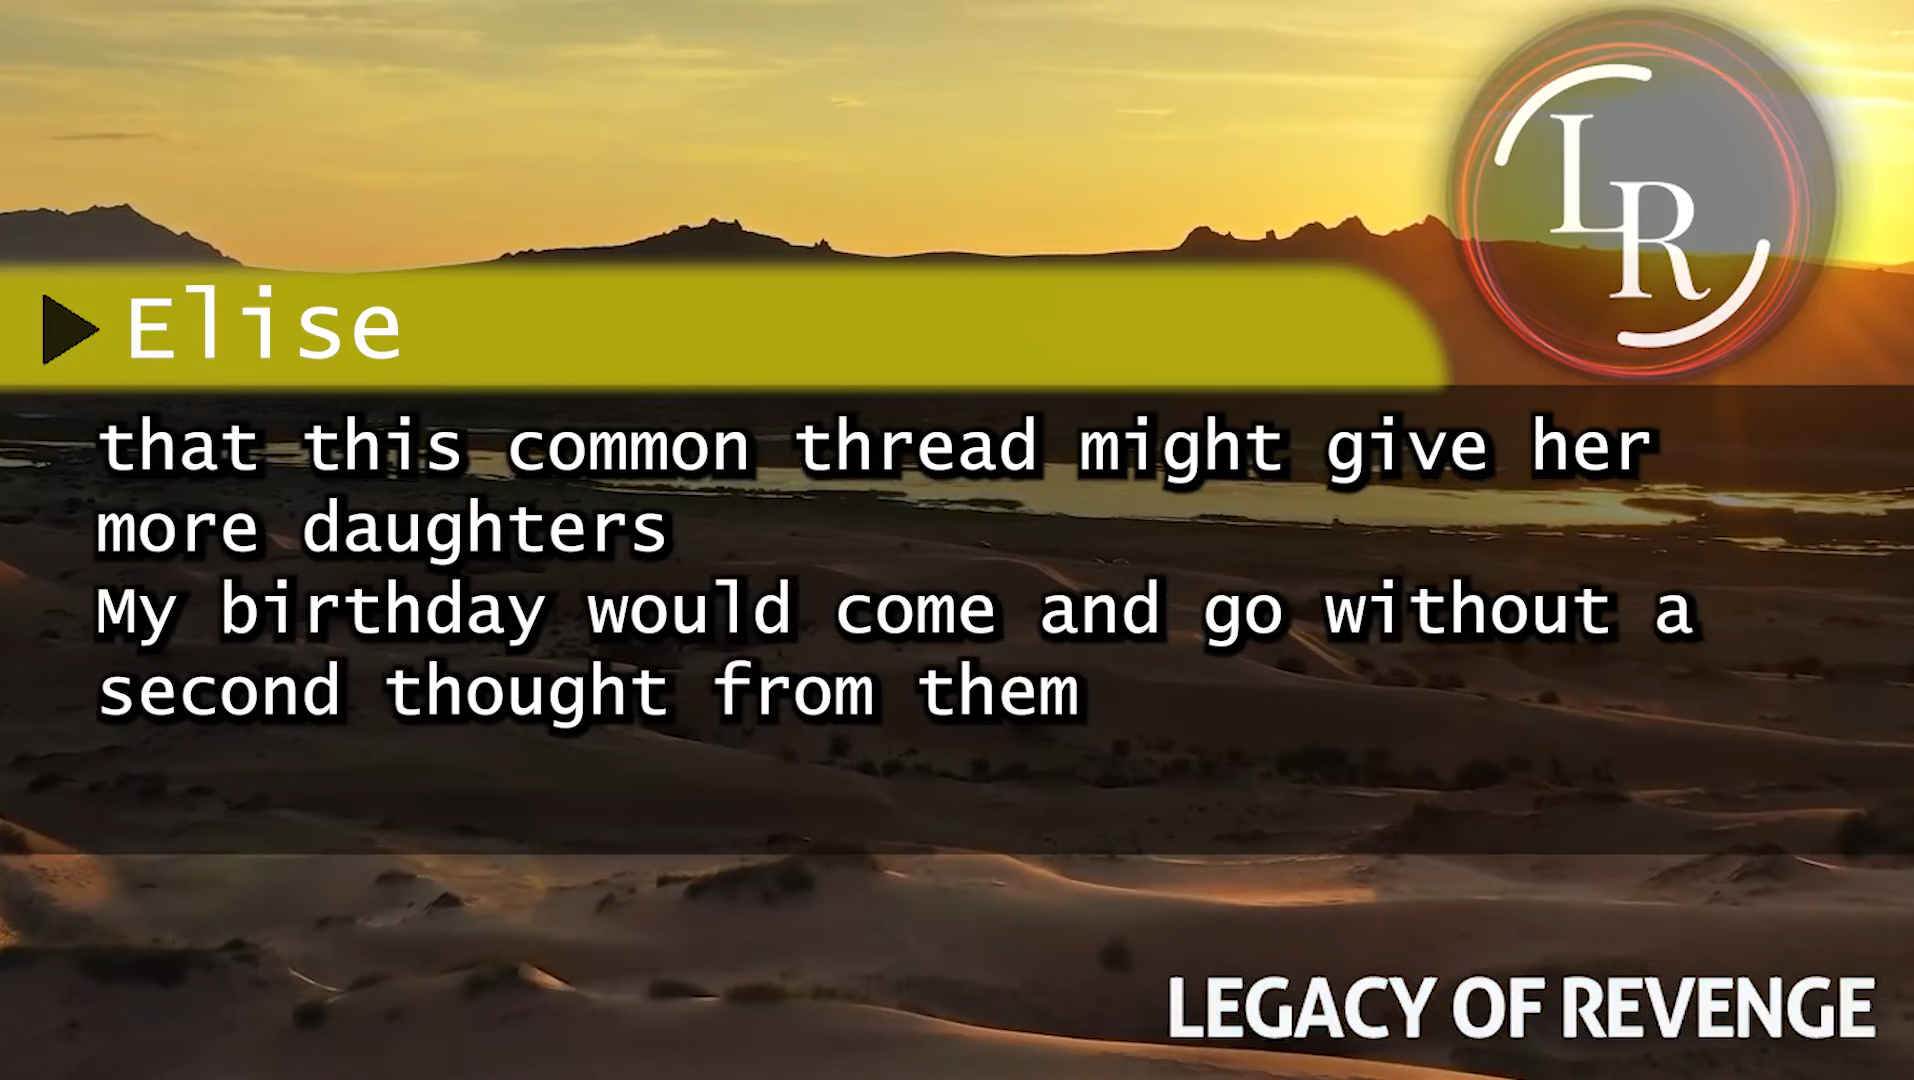 LR
Elise
that this common thread might give her
more daughters
My birthday would come and go without a
second thought from them
LEGACY OF REVENGE